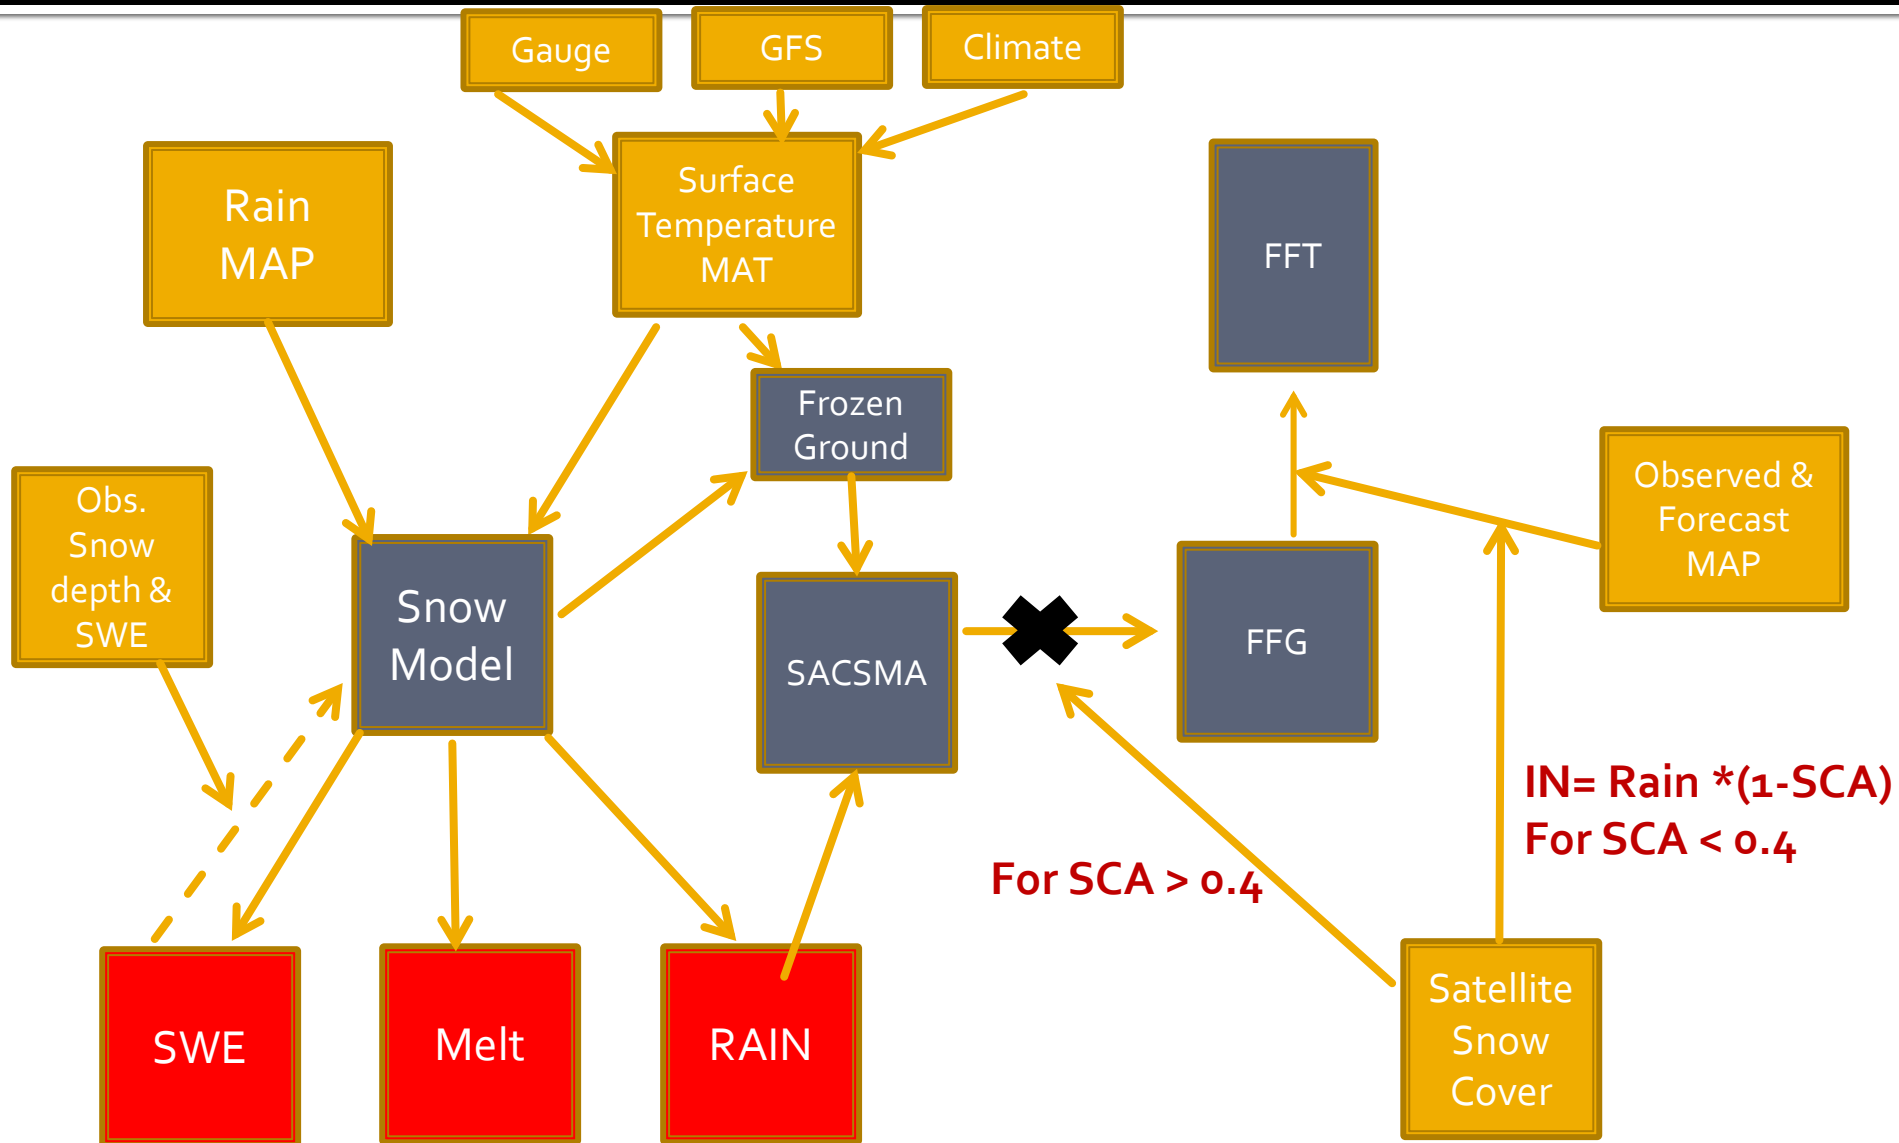 Gauge
GFS
Climate
Rain
MAP
Surface
Temperature
MAT
FFT
Frozen
Ground
Obs.
Snow
depth &
SWE
Observed &
Forecast
MAP
Snow
Model
SACSMA
FFG
IN= Rain *(1-SCA)
For SCA < 0.4
For SCA > 0.4
SWE
Melt
RAIN
Satellite
Snow
Cover